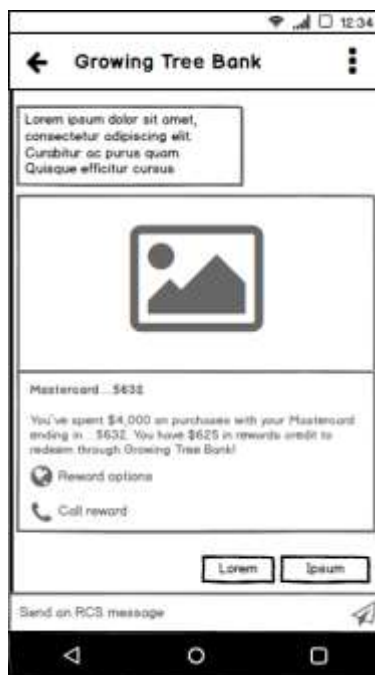 12:34
Growing Tree Bank
Lorem ipsum dolor sit amet,
consectetur adipiscing elit
Curabitur ac purus quam
Quisque efficitur cursus
Mastercard...5632
You've spent $4,000 on purchases with your Mastercard
ending in ...5632. You have $625 in rewards credit to
redeem through Growing Tree Bank!
Reward options
Call reward
Lorem
Ipsum
Send an RCS message